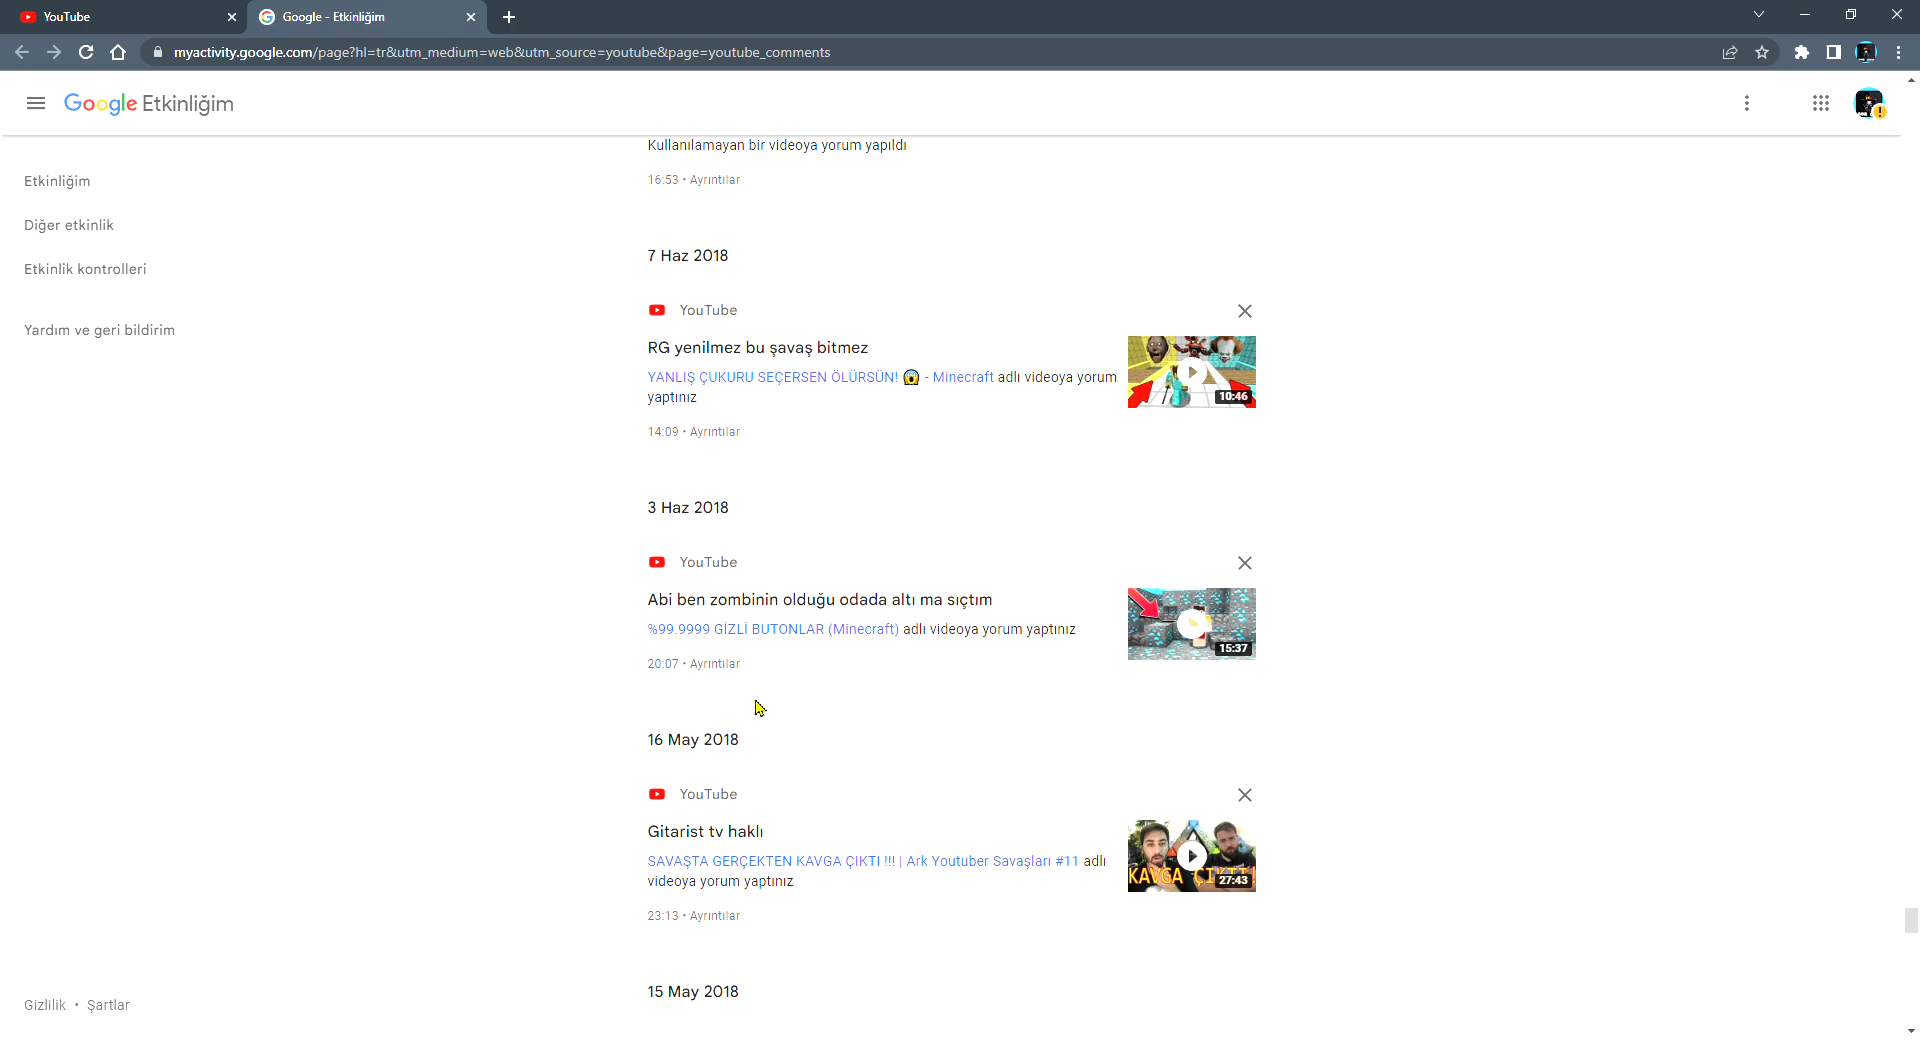 YouTube
Google - Etkinliğim
myactivity.google.com/page?hl=tr&utm_medium=web&utm_source=youtube&page=youtube_comments
Google Etkinliğim
Etkinliğim
Diğer etkinlik
Etkinlik kontrolleri
Yardım ve geri bildirim
Kullanılamayan bir videoya yorum yapıldı
16:53 • Ayrıntılar
7 Haz 2018
YouTube
RG yenilmez bu şavaş bitmez
YANLIŞ ÇUKURU SEÇERSEN ÖLÜRSÜN! 😱 - Minecraft adlı videoya yorum
yaptınız
10:46
14:09 • Ayrıntılar
3 Haz 2018
YouTube
Abi ben zombinin olduğu odada altı ma sıçtım
%99.9999 GİZLİ BUTONLAR (Minecraft) adlı videoya yorum yaptınız
15:37
20:07 • Ayrıntılar
16 May 2018
YouTube
Gitarist tv haklı
SAVAŞTA GERÇEKTEN KAVGA ÇIKTI !!! | Ark Youtuber Savaşları #11 adlı
videoya yorum yaptınız
KAVGA ÇIKTI!
27:43
23:13 • Ayrıntılar
15 May 2018
Gizlilik • Şartlar